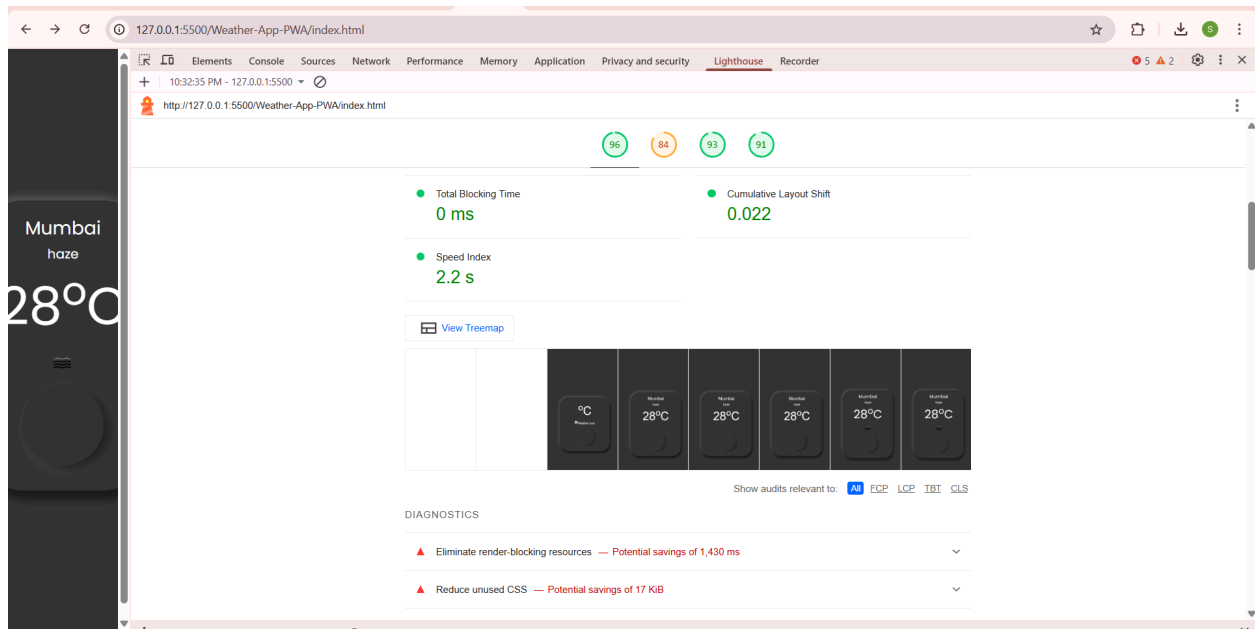 127.0.0.1:5500/Weather-App-PWA/index.html
S
Elements Console Sources Network Performance Memory Application Privacy and security Lighthouse Recorder
5 2
10:32:35 PM - 127.0.0.1:5500
http://127.0.0.1:5500/Weather-App-PWA/index.html
96 84 93 91
Total Blocking Time
0 ms
Cumulative Layout Shift
0.022
Speed Index
2.2 s
View Treemap
Mumbai
haze
28°C
°C
Mumbai
28°C
Mumbai
28°C
Mumbai
28°C
Mumbai
28°C
Mumbai
28°C
Show audits relevant to: All FCP LCP TBT CLS
DIAGNOSTICS
Eliminate render-blocking resources — Potential savings of 1,430 ms
Reduce unused CSS — Potential savings of 17 KiB